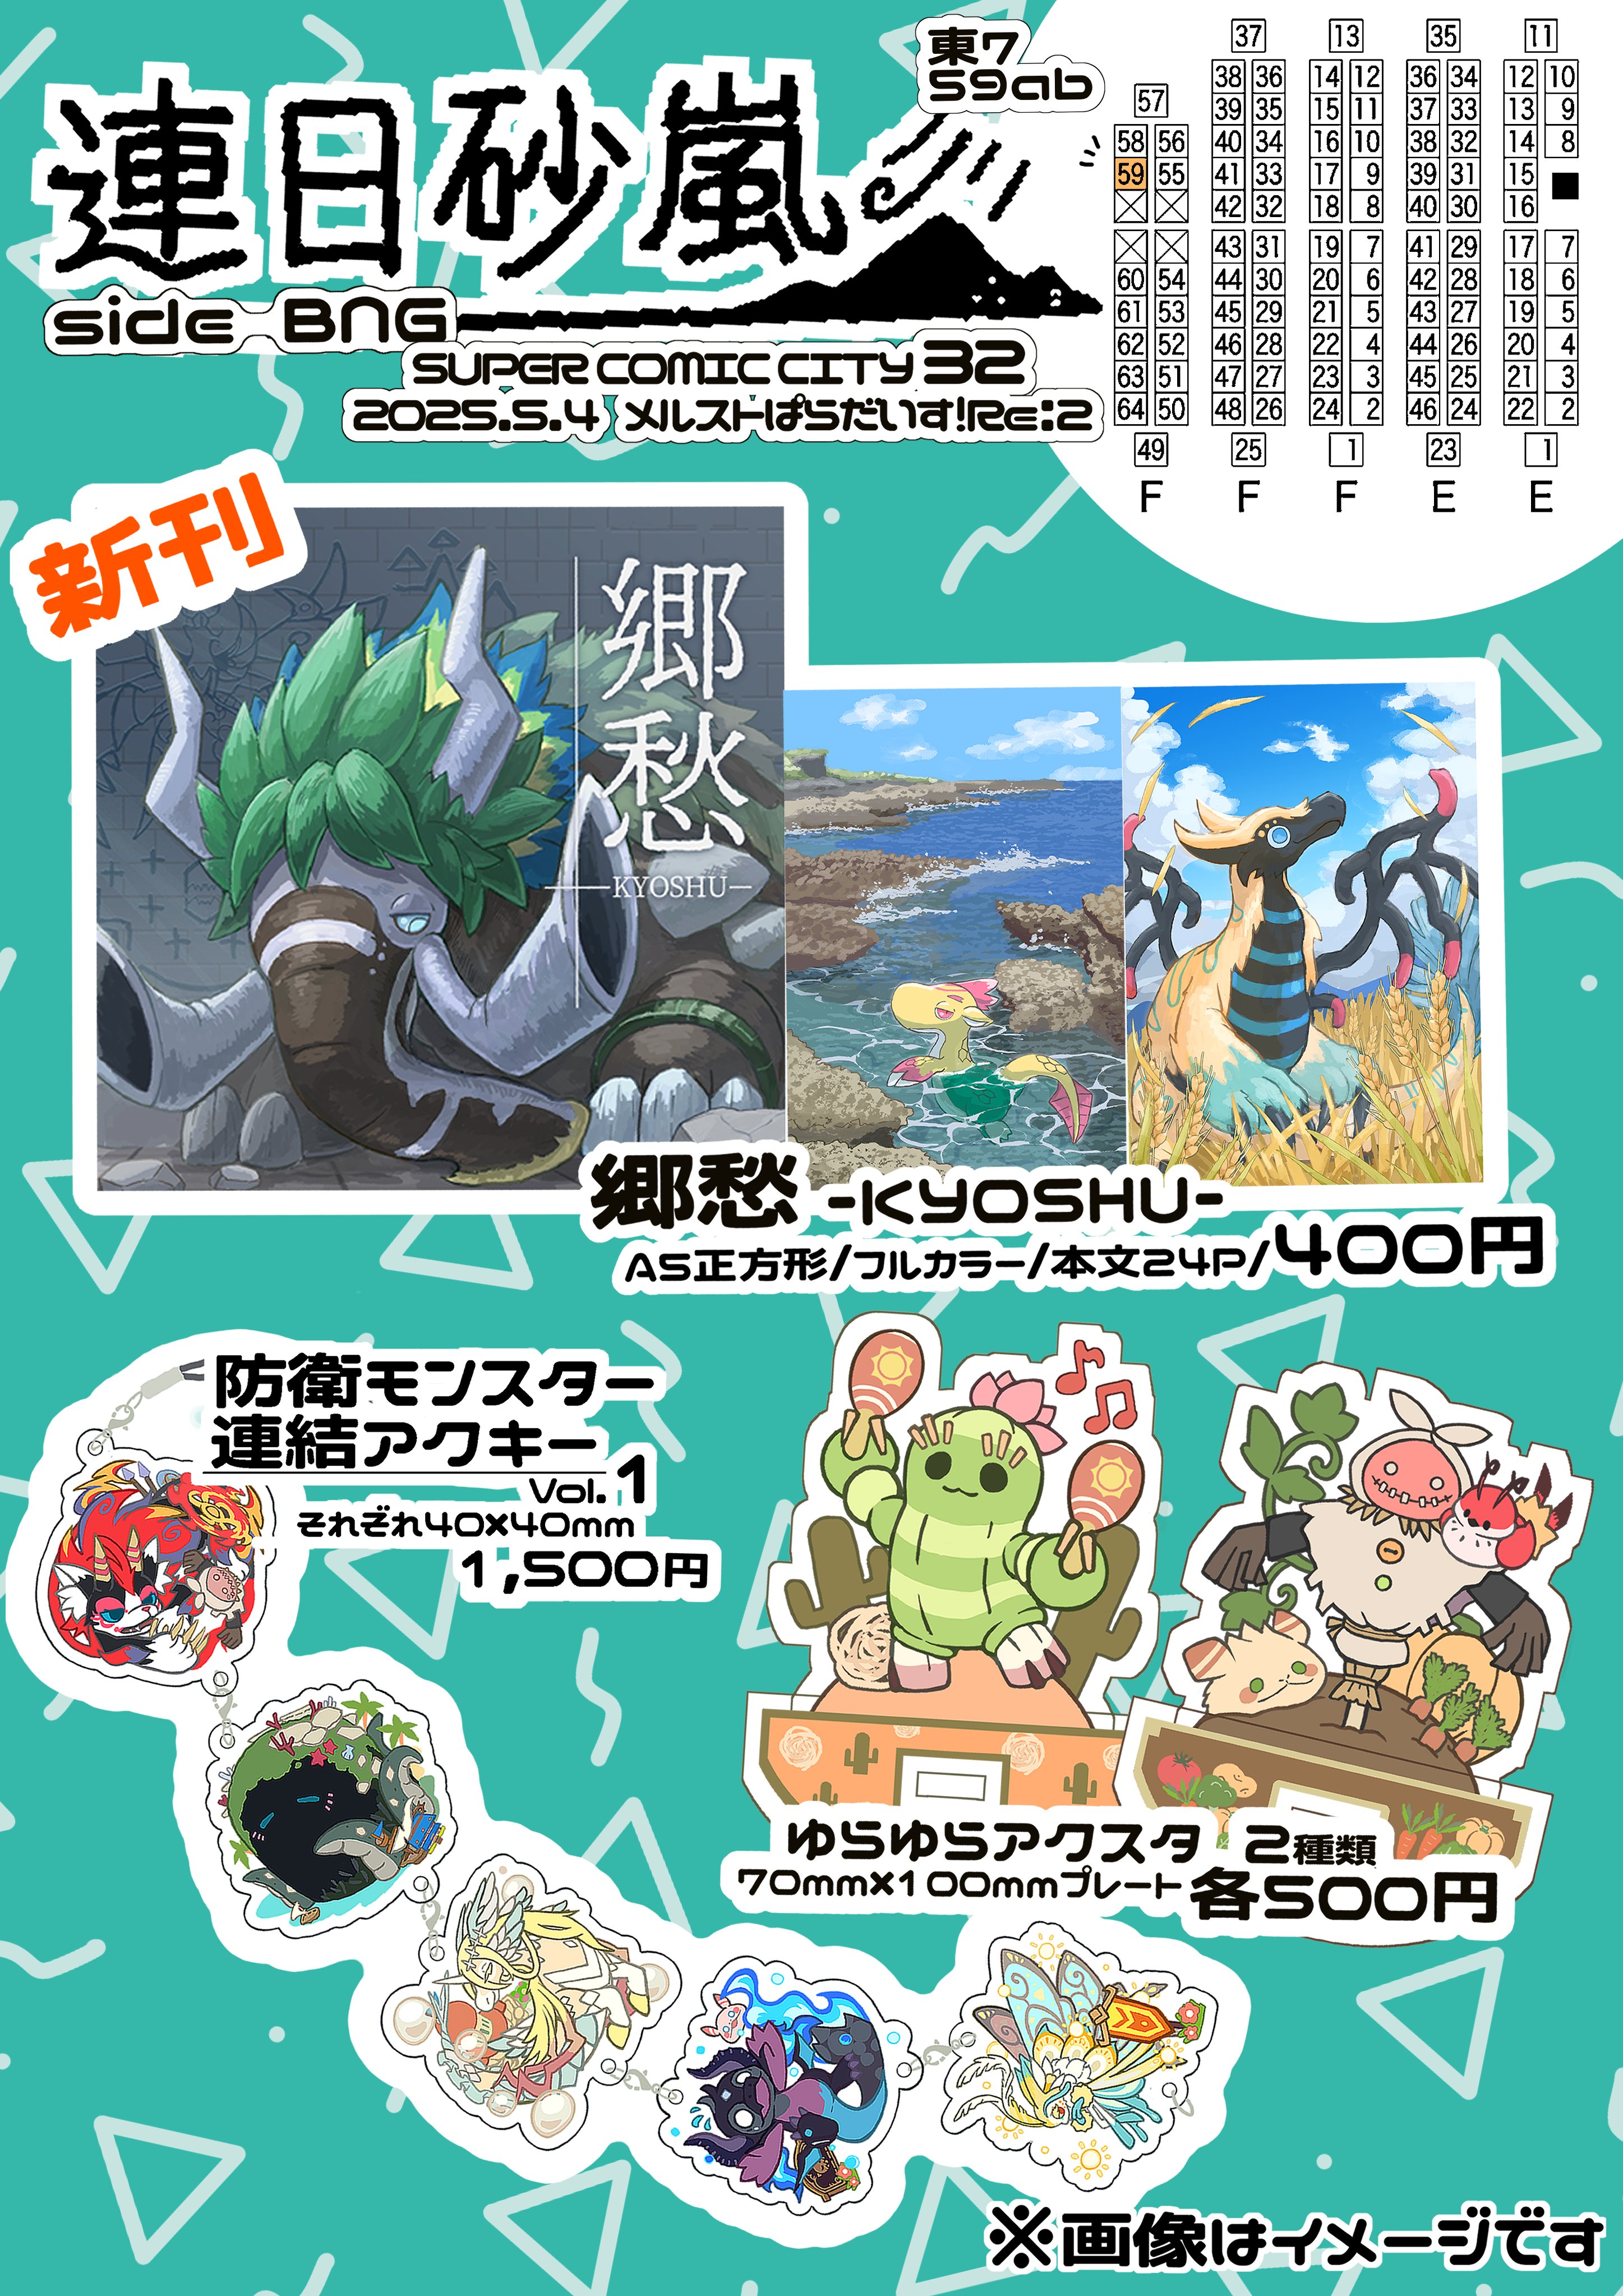 東7
S9ab
連日砂嵐
side BNG
SUPER COMIC CITY 32
2025.5.4 メルストぱらだいす!Re:2
37 13 35 11
57
38 36 14 12 36 34 12 10
39 35 15 11 37 33 13 9
58 56 40 34 16 10 38 32 14 8
59 55 41 33 17 9 39 31 15
42 32 18 8 40 30 16
43 31 19 7 41 29 17 7
60 54 44 30 20 6 42 28 18 6
61 53 45 29 21 5 43 27 19 5
62 52 46 28 22 4 44 26 20 4
63 51 47 27 23 3 45 25 21 3
64 50 48 26 24 2 46 24 22 2
49 25 1 23 1
F F F E E
新刊
郷愁
-KYOSHU-
郷愁 -KYOSHU-
A5正方形/フルカラー/本文24P/400円
防衛モンスター
連結アクキー
Vol.1
それぞれ40×40mm
1,500円
ゆらゆらアクスタ 2種類
70mm×100mmプレート各500円
※画像はイメージです